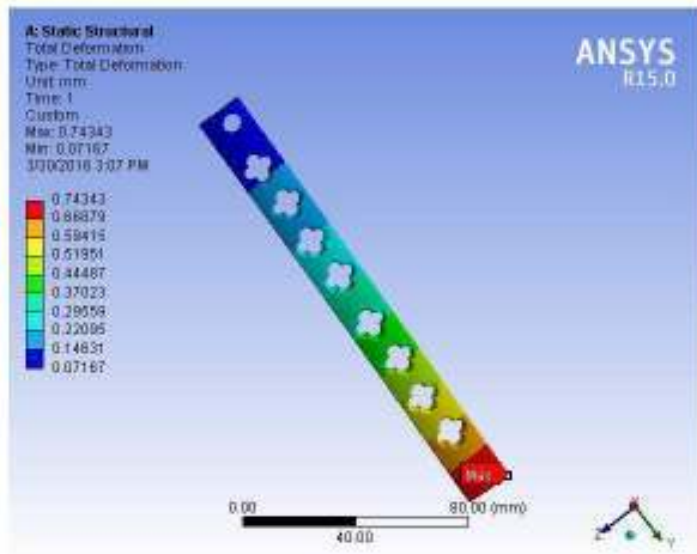 A: Static Structural
Total Deformation
Type: Total Deformation
Unit: mm
Time: 1
Custom
Max: 0.74343
Min: 0.07167
3/30/2016 3:07 PM
ANSYS
R15.0
0.74343
0.66879
0.59415
0.51951
0.44487
0.37023
0.29559
0.22095
0.14631
0.07167
Max
0.00
80.00 (mm)
40.00
Z
Y